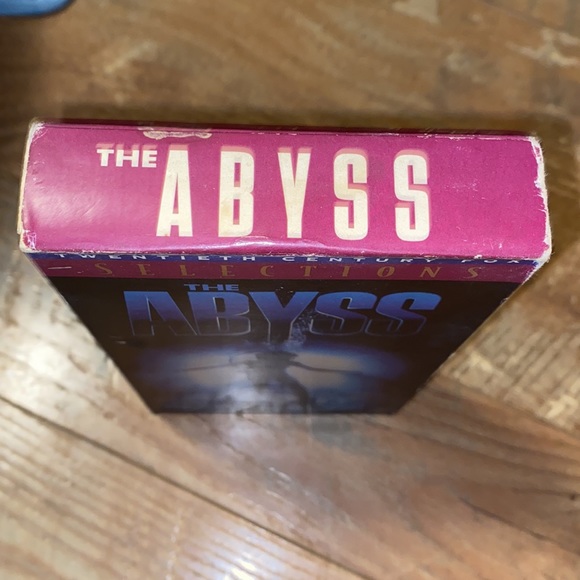 THE ABYSS
TWENTIETH CENTURY FOX
SELECTIONS
THE
ABYSS